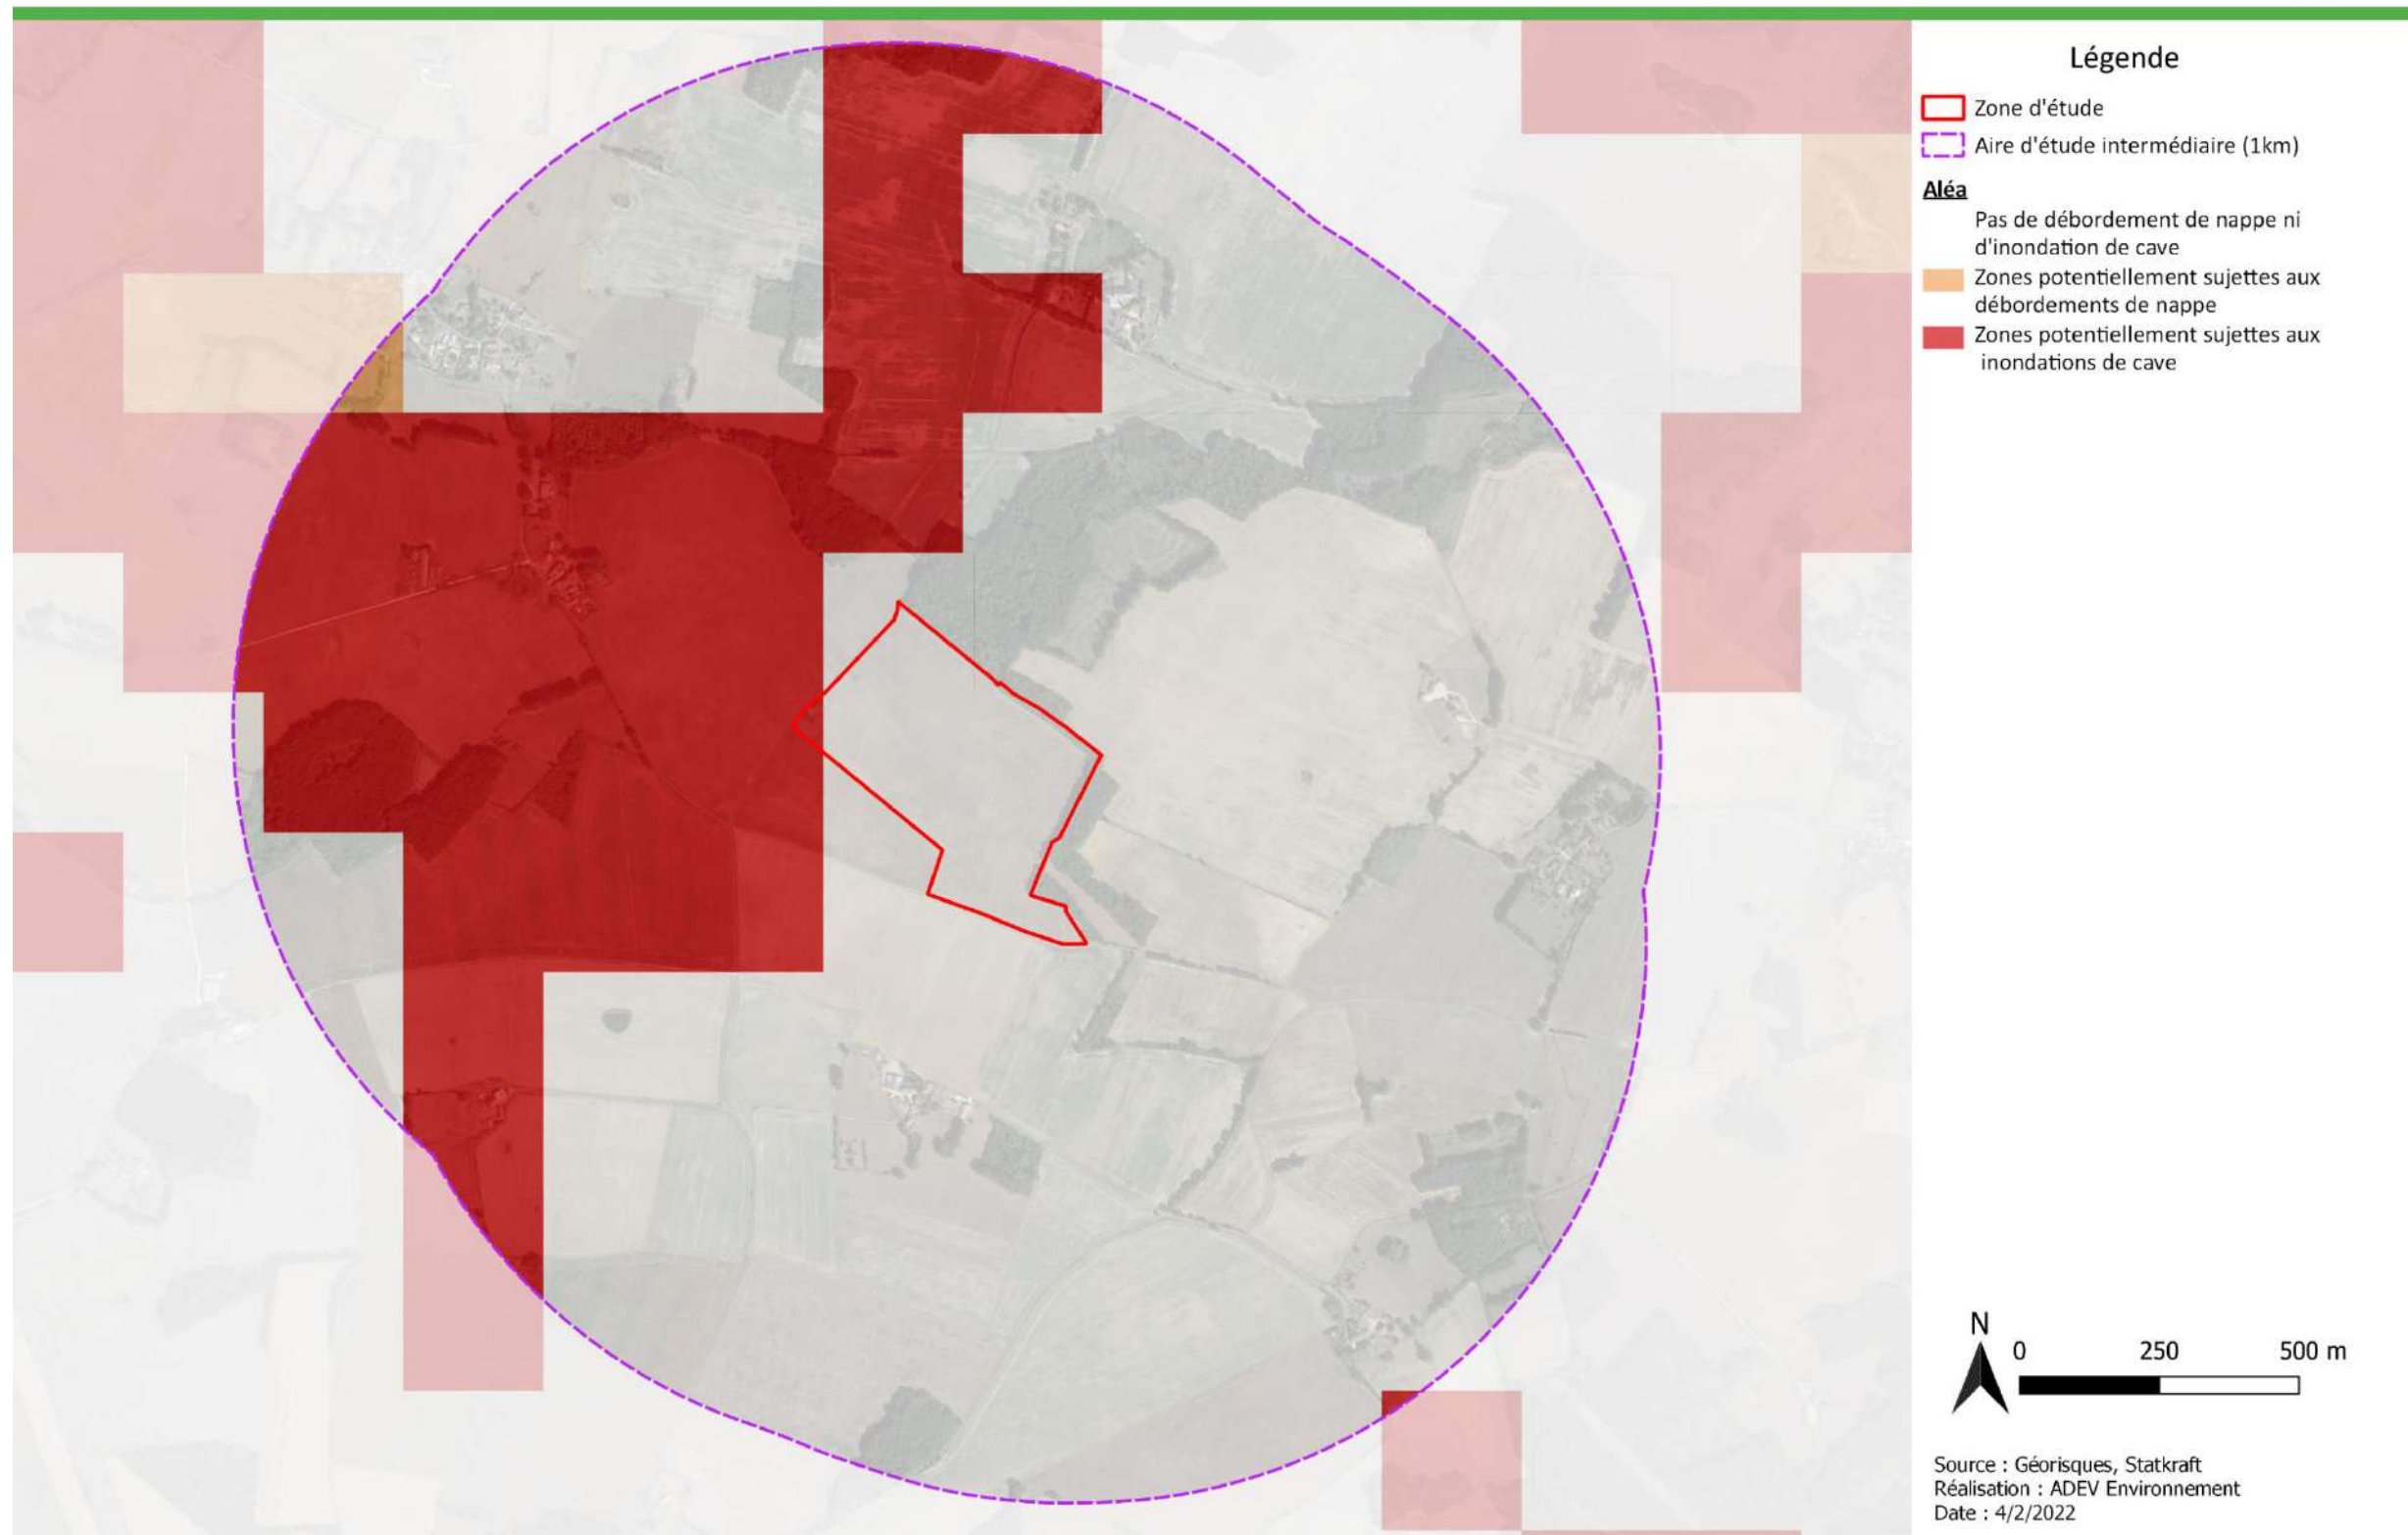 Légende
Zone d'étude
Aire d'étude intermédiaire (1km)
Aléa
Pas de débordement de nappe ni
d'inondation de cave
Zones potentiellement sujettes aux
débordements de nappe
Zones potentiellement sujettes aux
inondations de cave
N
0 250 500 m
Source : Géorisques, Statkraft
Réalisation : ADEV Environnement
Date : 4/2/2022